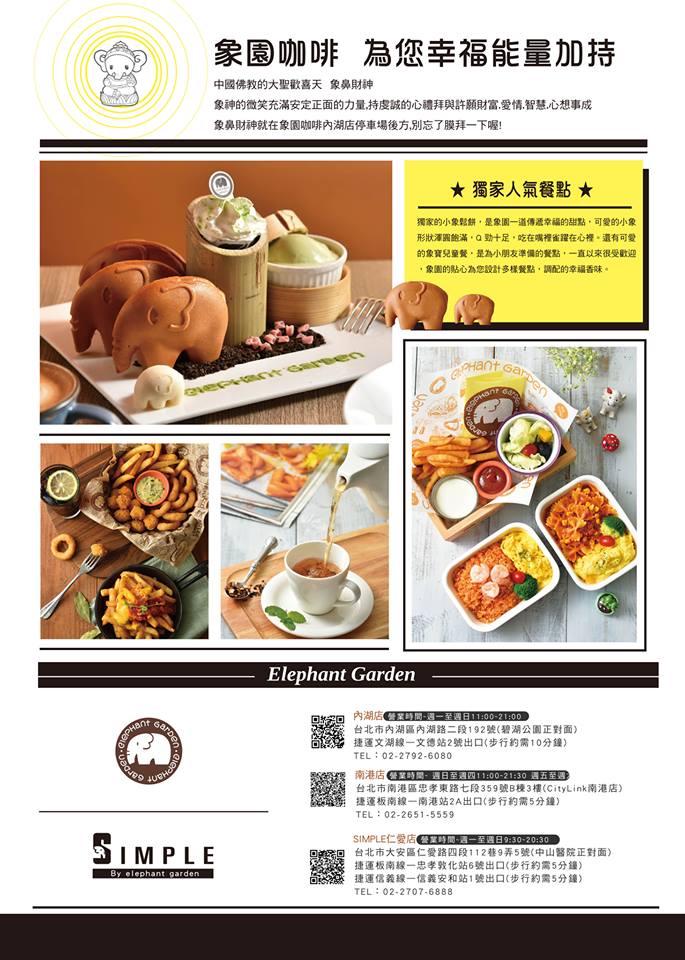 象園咖啡 為您幸福能量加持
中國佛教的大聖歡喜天 象鼻財神
象神的微笑充滿安定正面的力量,持虔誠的心禮拜與許願財富.愛情.智慧.心想事成
象鼻財神就在象園咖啡內湖店停車場後方,別忘了膜拜一下喔!
★ 獨家人氣餐點 ★
獨家的小象鬆餅，是象園一道傳遞幸福的甜點，可愛的小象
形狀渾圓飽滿，Q 勁十足，吃在嘴裡雀躍在心裡。還有可愛
的象寶兒童餐，是為小朋友準備的餐點，一直以來很受歡迎
，象園的貼心為您設計多樣餐點，調配的幸福香味。
elephant Garden
elephant Garden
elephant Garden
Elephant Garden
elephant Garden elephant Garden
內湖店 營業時間-週一至週日11:00-21:00
台北市內湖區內湖路二段192號(碧湖公園正對面)
捷運文湖線—文德站2號出口(步行約需10分鐘)
TEL：02-2792-6080
南港店 營業時間- 週日至週四11:00-21:30 週五至週
台北市南港區忠孝東路七段359號B棟3樓(CityLink南港店)
捷運板南線—南港站2A出口(步行約需5分鐘)
TEL：02-2651-5559
SIMPLE
By elephant garden
SIMPLE仁愛店 營業時間-週一至週日9:30-20:30
台北市大安區仁愛路四段112巷9弄5號(中山醫院正對面)
捷運板南線—忠孝敦化站6號出口(步行約需5分鐘)
捷運信義線—信義安和站1號出口(步行約需5分鐘)
TEL：02-2707-6888